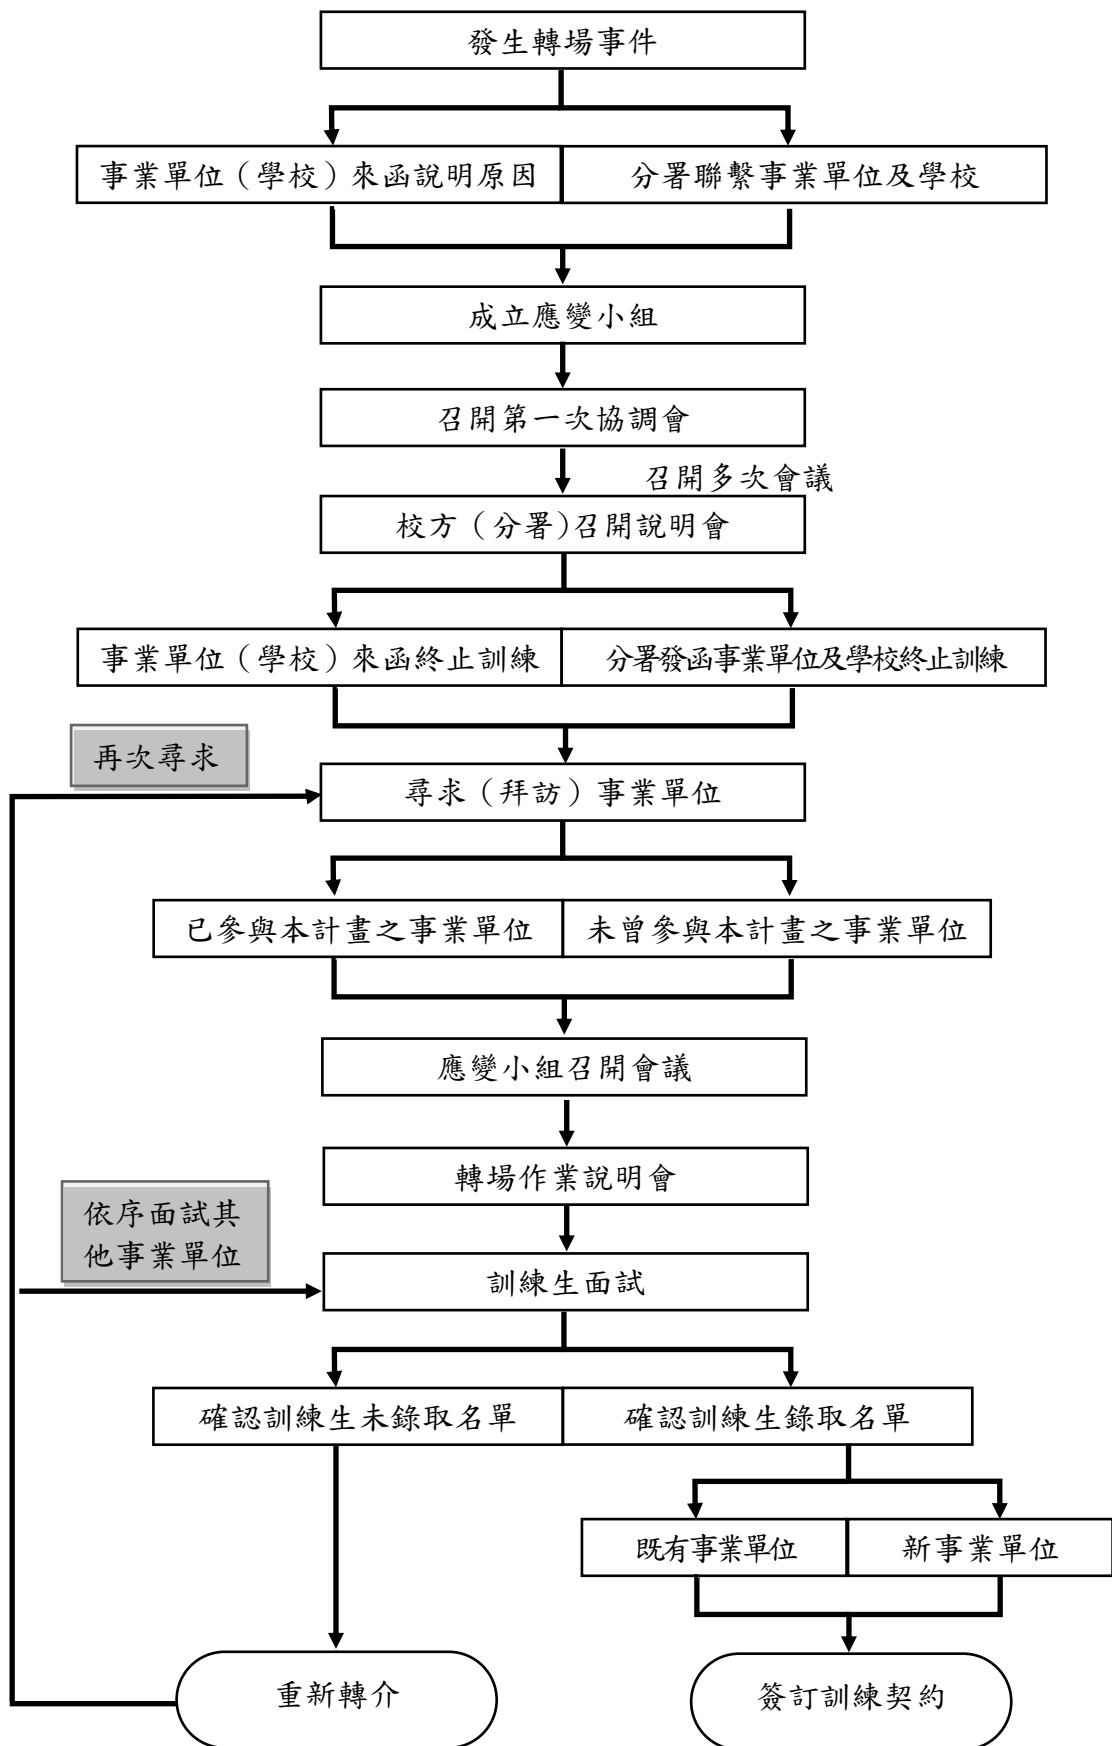 發生轉場事件
事業單位（學校）來函說明原因
分署聯繫事業單位及學校
成立應變小組
召開第一次協調會
召開多次會議
校方（分署)召開說明會
事業單位（學校）來函終止訓練
分署發函事業單位及學校終止訓練
再次尋求
尋求（拜訪）事業單位
已參與本計畫之事業單位
未曾參與本計畫之事業單位
應變小組召開會議
轉場作業說明會
依序面試其
他事業單位
訓練生面試
確認訓練生未錄取名單
確認訓練生錄取名單
既有事業單位
新事業單位
重新轉介
簽訂訓練契約